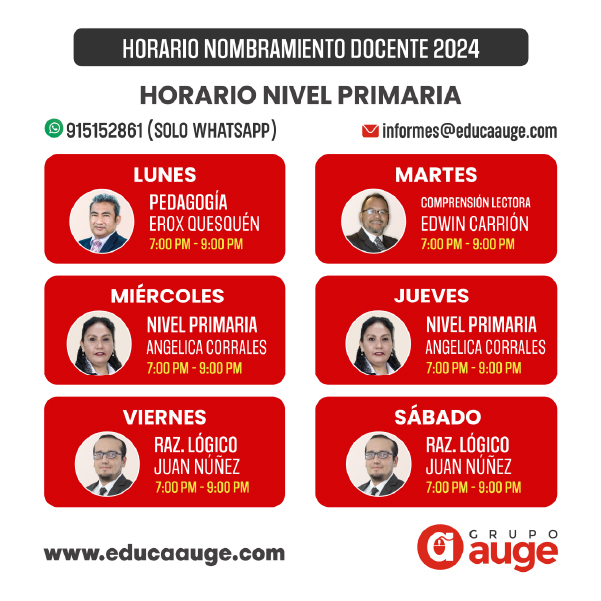 HORARIO NOMBRAMIENTO DOCENTE 2024
HORARIO NIVEL PRIMARIA
915152861 (SOLO WHATSAPP)
informes@educaauge.com
LUNES
PEDAGOGÍA
EROX QUESQUÉN
7:00 PM - 9:00 PM
MARTES
COMPRENSIÓN LECTORA
EDWIN CARRIÓN
7:00 PM - 9:00 PM
MIÉRCOLES
NIVEL PRIMARIA
ANGELICA CORRALES
7:00 PM - 9:00 PM
JUEVES
NIVEL PRIMARIA
ANGELICA CORRALES
7:00 PM - 9:00 PM
VIERNES
RAZ. LÓGICO
JUAN NÚÑEZ
7:00 PM - 9:00 PM
SÁBADO
RAZ. LÓGICO
JUAN NÚÑEZ
7:00 PM - 9:00 PM
www.educaauge.com
GRUPO
auge